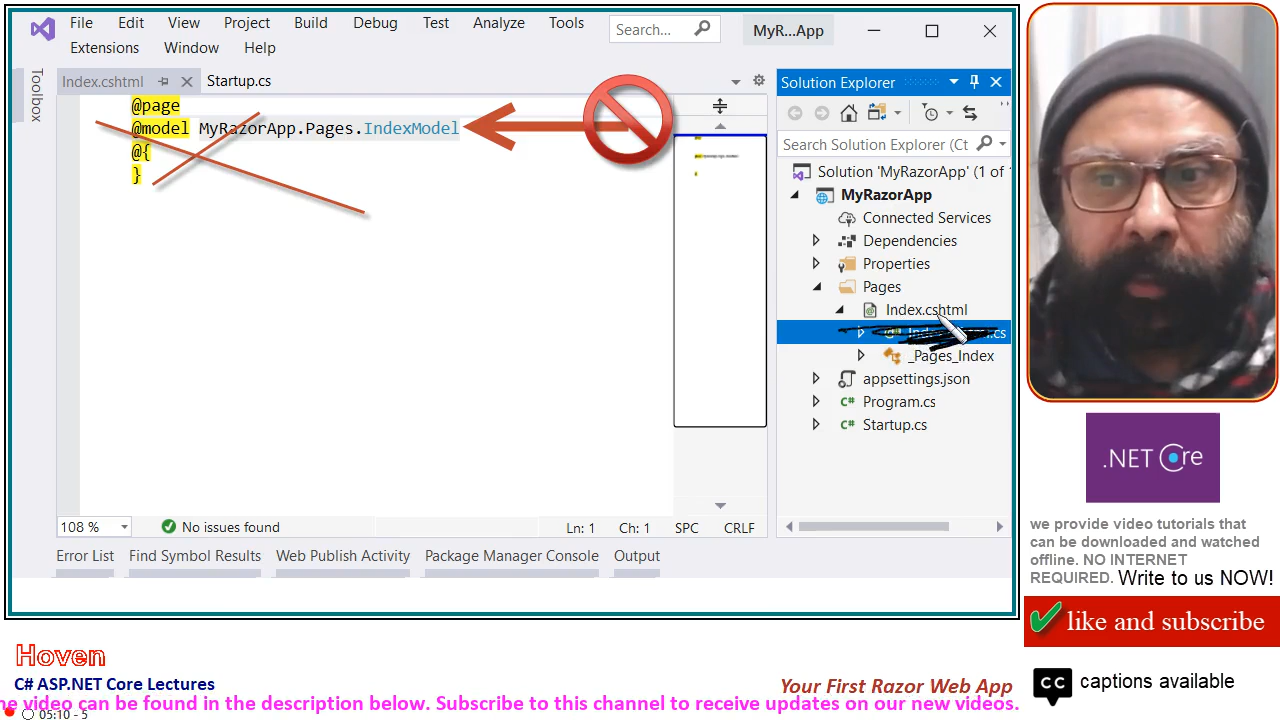 File Edit View Project Build Debug Test Analyze Tools Search... MyR...App
Extensions Window Help
Toolbox
Index.cshtml Startup.cs
@page
@model MyRazorApp.Pages.IndexModel
@{
}
108 % No issues found Ln: 1 Ch: 1 SPC CRLF
Error List Find Symbol Results Web Publish Activity Package Manager Console Output
Solution Explorer
Search Solution Explorer (Ct
Solution 'MyRazorApp' (1 of 1
MyRazorApp
Connected Services
Dependencies
Properties
Pages
Index.cshtml
.cs
_Pages_Index
appsettings.json
Program.cs
Startup.cs
.NET Core
we provide video tutorials that
can be downloaded and watched
offline. NO INTERNET
REQUIRED. Write to us NOW!
like and subscribe
CC captions available
Hoven
C# ASP.NET Core Lectures
Your First Razor Web App
e video can be found in the description below. Subscribe to this channel to receive updates on our new videos.
05:10 - 5